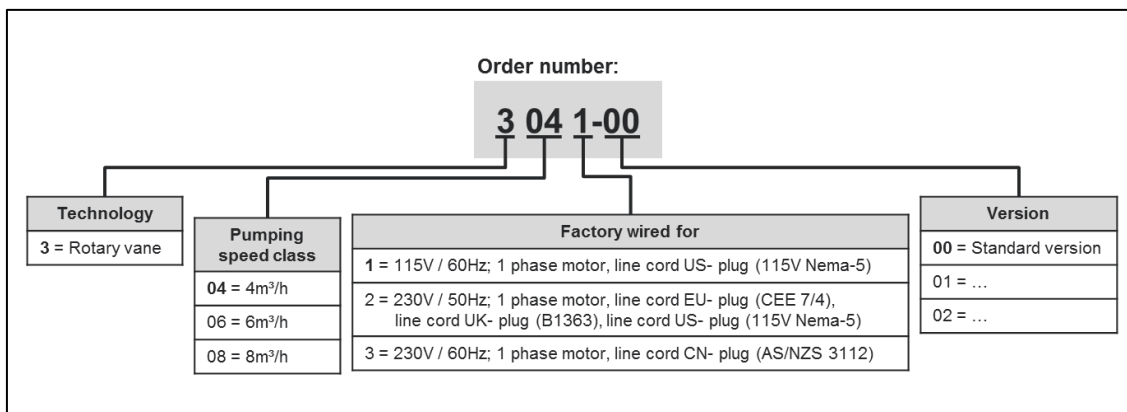 Order number:
3 04 1-00
Technology
3 = Rotary vane
Pumping
speed class
04 = 4m³/h
06 = 6m³/h
08 = 8m³/h
Factory wired for
1 = 115V / 60Hz; 1 phase motor, line cord US- plug (115V Nema-5)
2 = 230V / 50Hz; 1 phase motor, line cord EU- plug (CEE 7/4),
line cord UK- plug (B1363), line cord US- plug (115V Nema-5)
3 = 230V / 60Hz; 1 phase motor, line cord CN- plug (AS/NZS 3112)
Version
00 = Standard version
01 = ...
02 = ...